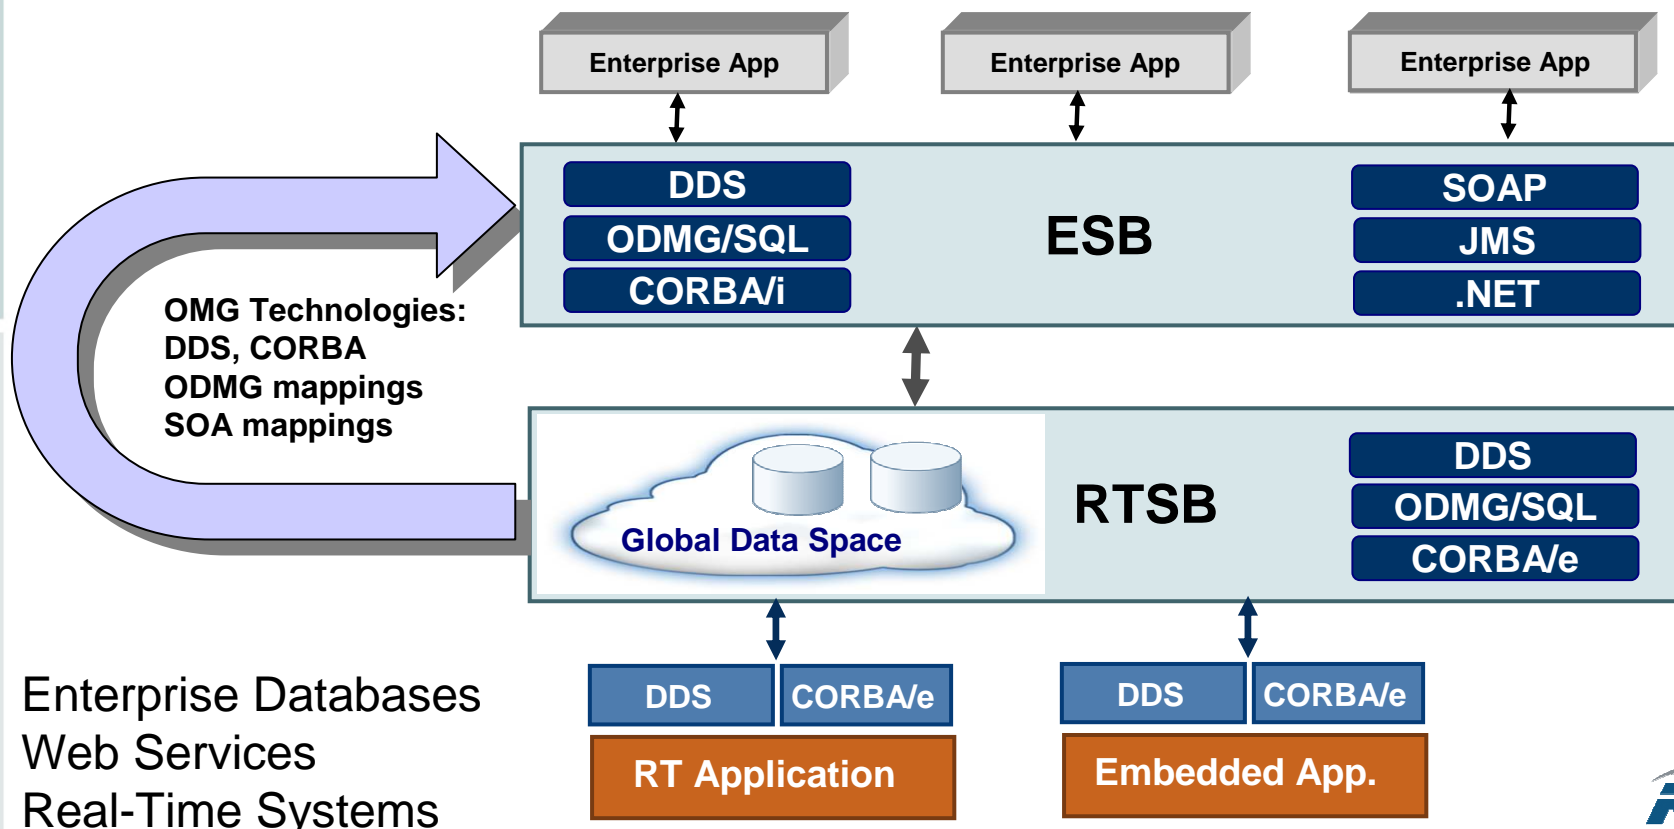 Enterprise App
Enterprise App
Enterprise App
DDS
ODMG/SQL
CORBA/i
ESB
SOAP
JMS
.NET
OMG Technologies:
DDS, CORBA
ODMG mappings
SOA mappings
Global Data Space
RTSB
DDS
ODMG/SQL
CORBA/e
DDS
CORBA/e
RT Application
DDS
CORBA/e
Embedded App.
Enterprise Databases
Web Services
Real-Time Systems